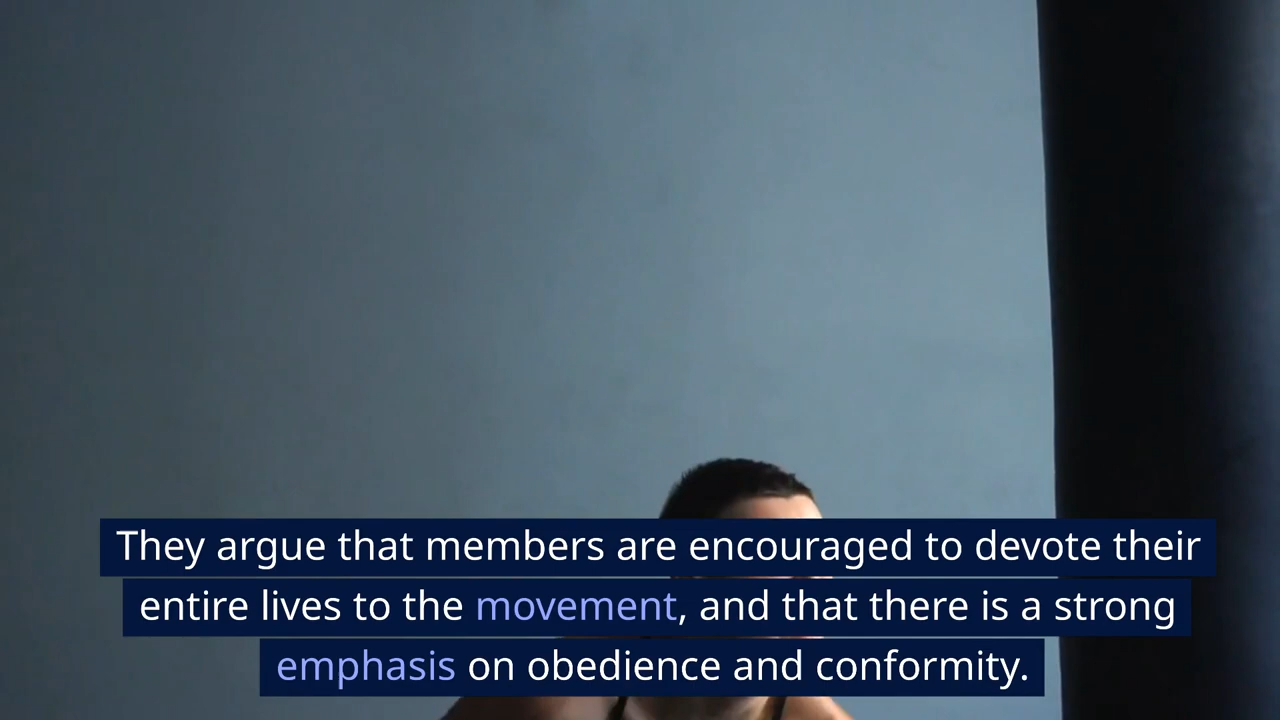 They argue that members are encouraged to devote their
entire lives to the movement, and that there is a strong
emphasis on obedience and conformity.